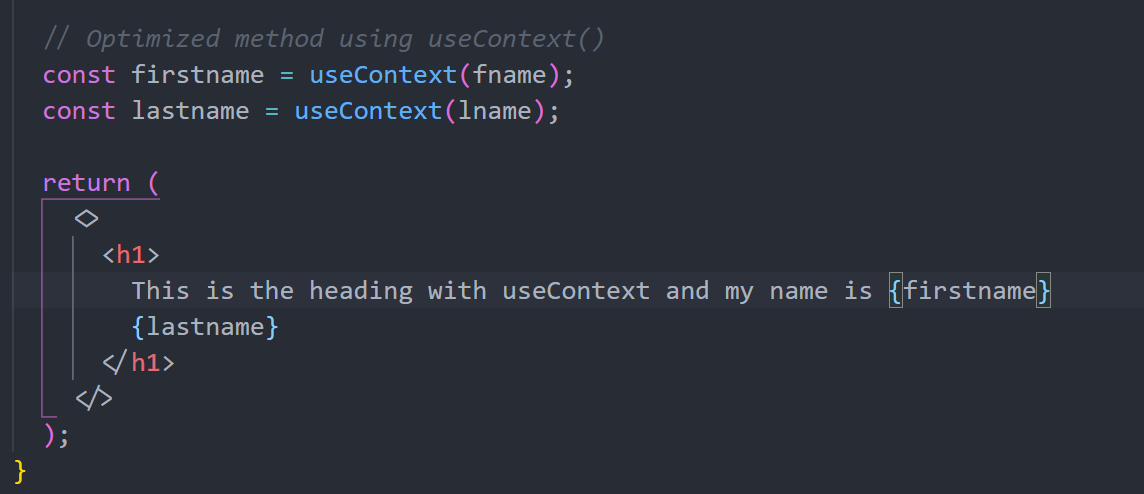 // Optimized method using useContext()
const firstname = useContext(fname);
const lastname = useContext(lname);
return (
<>
<h1>
This is the heading with useContext and my name is {firstname}
{lastname}
</h1>
</>
);
}